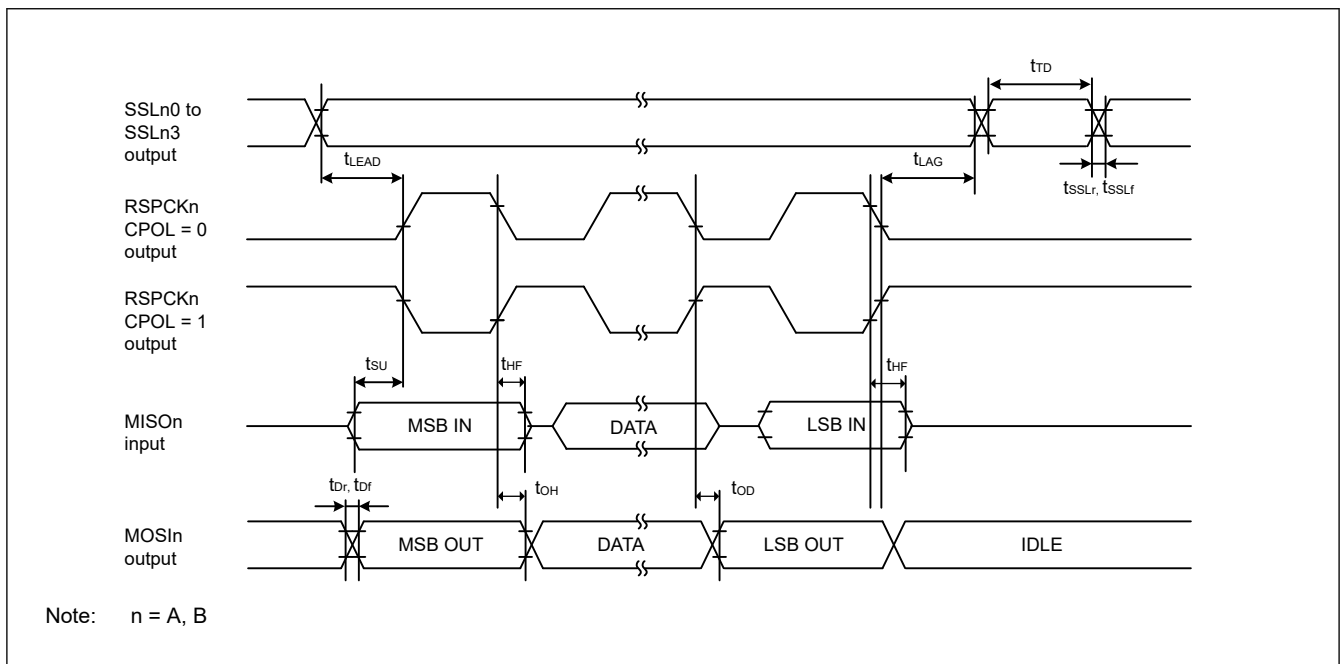 tTD
SSLn0 to
SSLn3
output
tLEAD
tLAG
tSSLr, tSSLf
RSPCKn
CPOL = 0
output
RSPCKn
CPOL = 1
output
tSU
tHF
tHF
MISOn
input
MSB IN
DATA
LSB IN
tDr, tDf
tOH
tOD
MOSIn
output
MSB OUT
DATA
LSB OUT
IDLE
Note: n = A, B